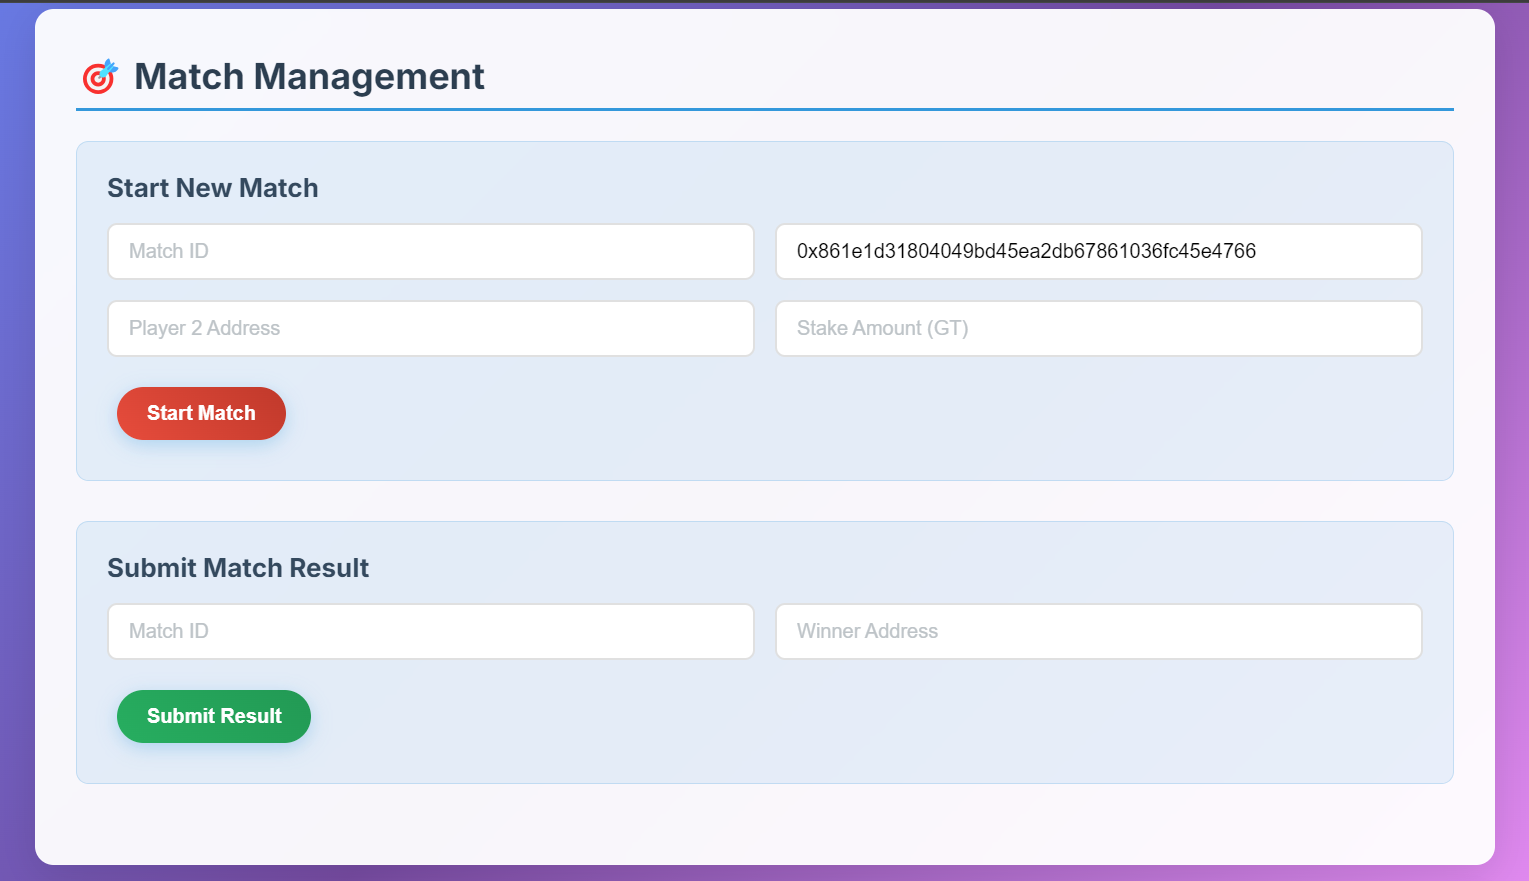 Match Management
Start New Match
Match ID
0x861e1d31804049bd45ea2db67861036fc45e4766
Player 2 Address
Stake Amount (GT)
Start Match
Submit Match Result
Match ID
Winner Address
Submit Result